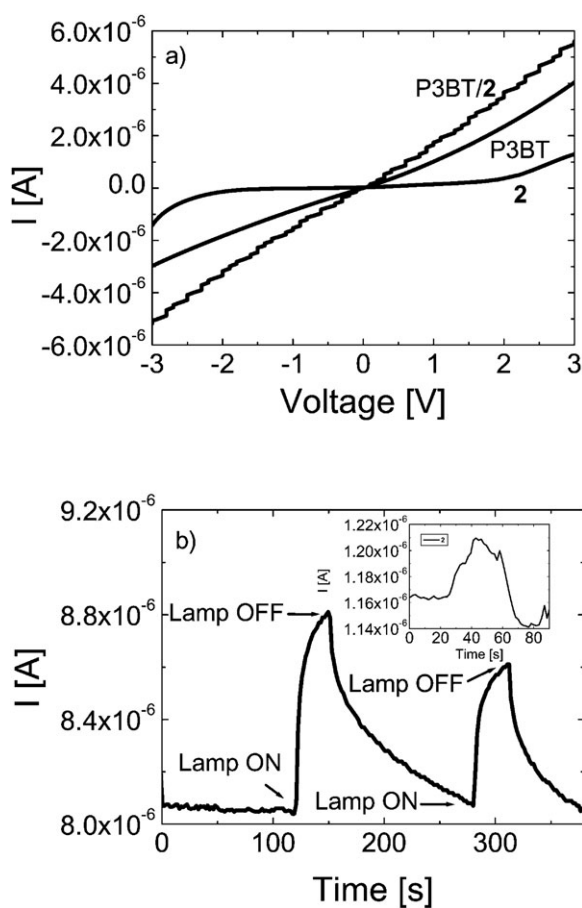 6.0x10⁻⁶
a)
4.0x10⁻⁶
P3BT/2
2.0x10⁻⁶
P3BT
0.0
2
-2.0x10⁻⁶
-4.0x10⁻⁶
-6.0x10⁻⁶
I [A]
-3 -2 -1 0 1 2 3
Voltage [V]
9.2x10⁻⁶
b)
8.8x10⁻⁶
Lamp OFF
8.4x10⁻⁶
Lamp ON
8.0x10⁻⁶
I [A]
1.22x10⁻⁶
2
1.20x10⁻⁶
1.18x10⁻⁶
1.16x10⁻⁶
1.14x10⁻⁶
I [A]
0 20 40 60 80
Time [s]
Lamp OFF
Lamp ON
0 100 200 300
Time [s]